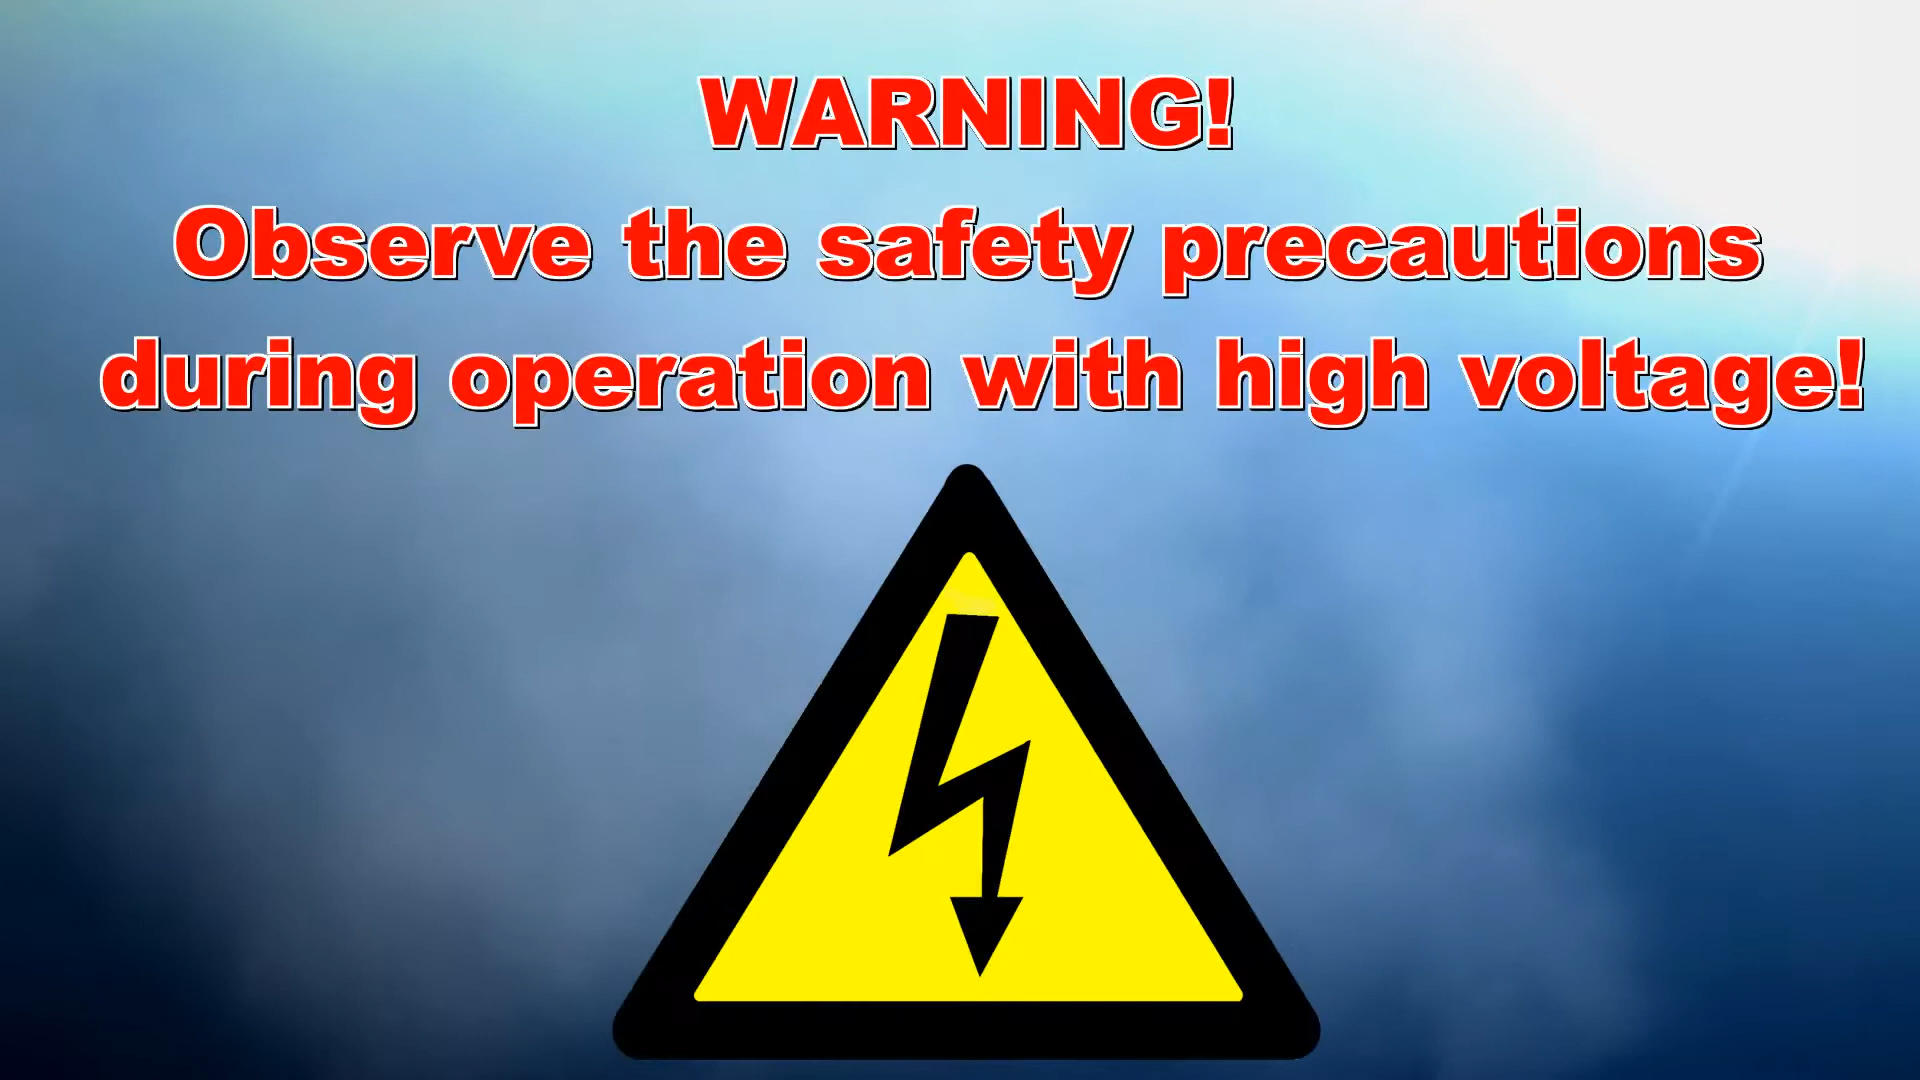 WARNING!
Observe the safety precautions
during operation with high voltage!